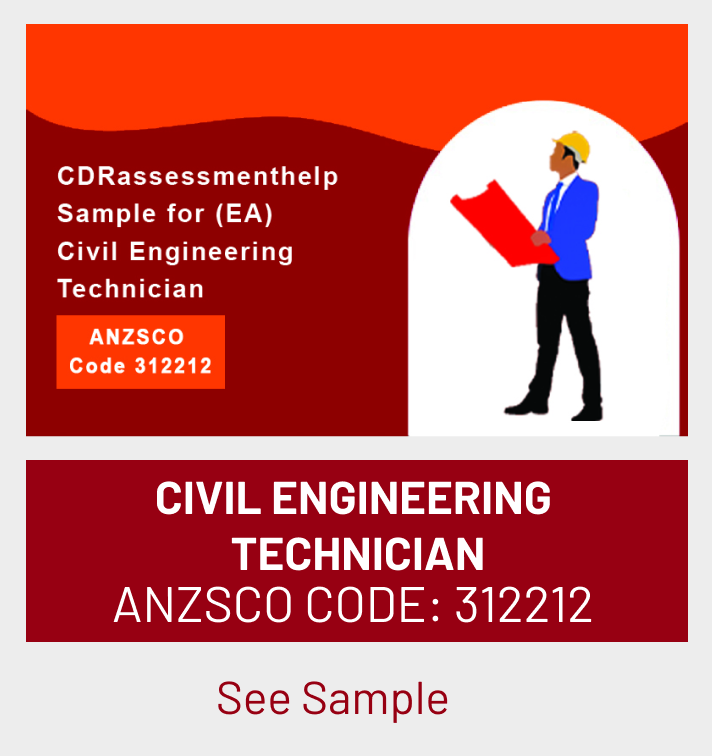 CDRassessmenthelp
Sample for (EA)
Civil Engineering
Technician
ANZSCO
Code 312212
CIVIL ENGINEERING
TECHNICIAN
ANZSCO CODE: 312212
See Sample